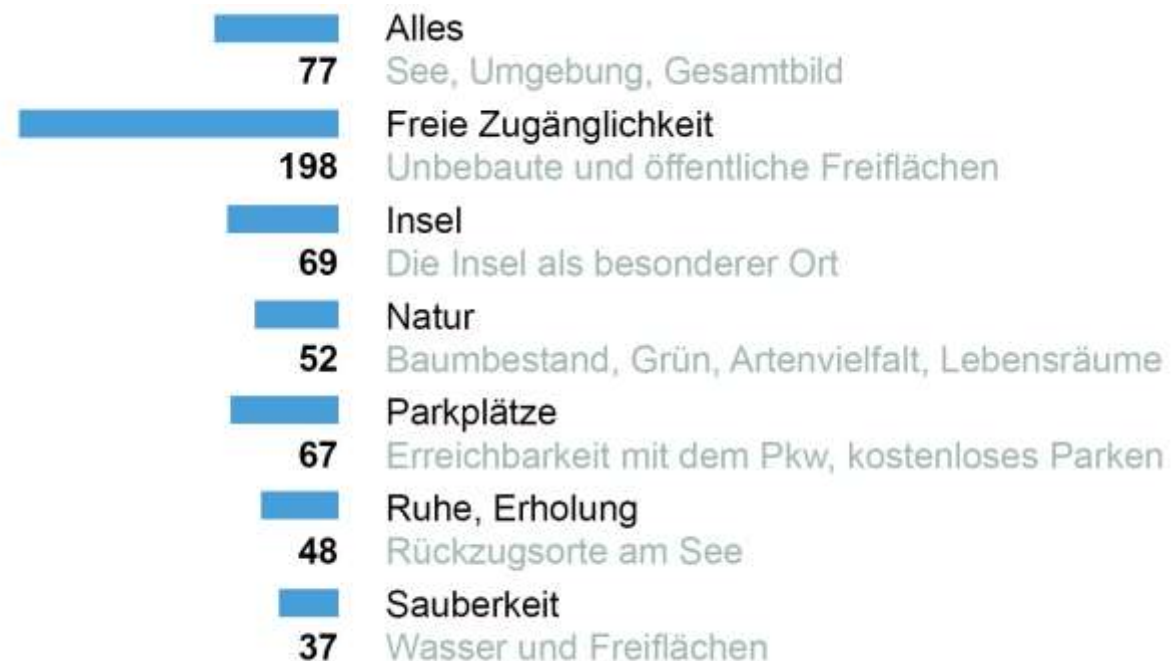 Alles
77 See, Umgebung, Gesamtbild
Freie Zugänglichkeit
198 Unbebaute und öffentliche Freiflächen
Insel
69 Die Insel als besonderer Ort
Natur
52 Baumbestand, Grün, Artenvielfalt, Lebensräume
Parkplätze
67 Erreichbarkeit mit dem Pkw, kostenloses Parken
Ruhe, Erholung
48 Rückzugsorte am See
Sauberkeit
37 Wasser und Freiflächen